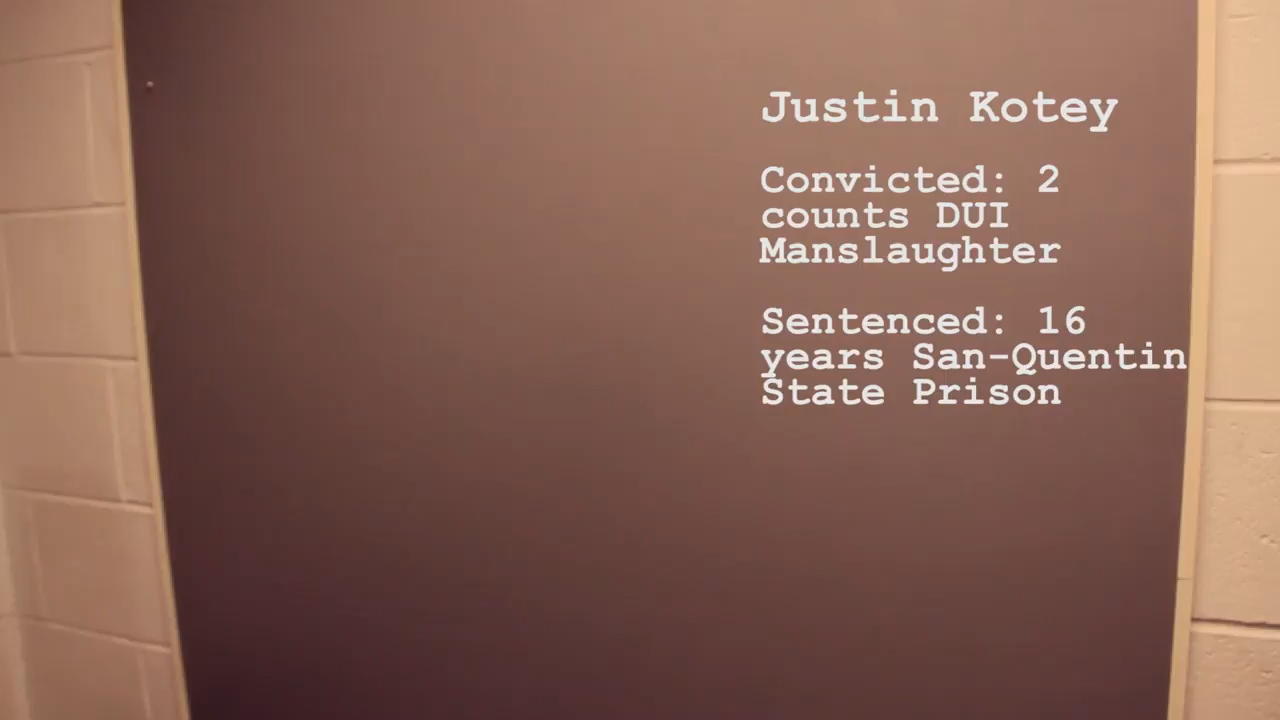 Justin Kotey
Convicted: 2
counts DUI
Manslaughter
Sentenced: 16
years San-Quentin
State Prison